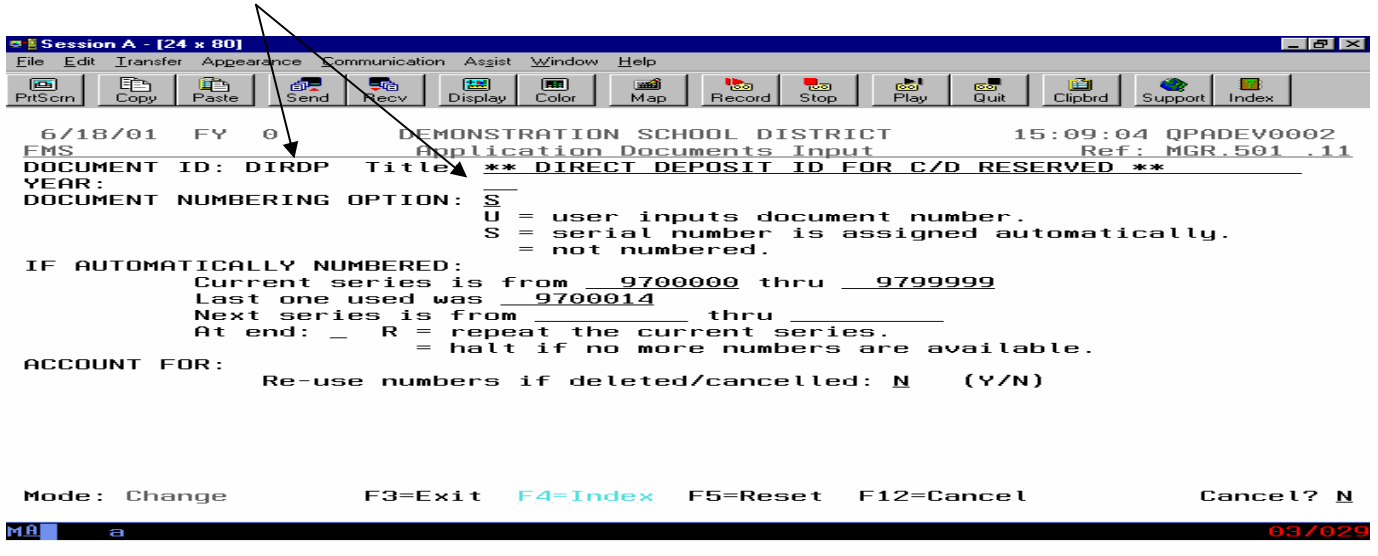 Session A - [24 x 80]
File Edit Transfer Appearance Communication Assist Window Help
PrtScrn Copy Paste Send Recv Display Color Map Record Stop Play Quit Clipbrd Support Index
6/18/01 FY 0 DEMONSTRATION SCHOOL DISTRICT 15:09:04 QPADEV0002
FMS Application Documents Input Ref: MGR.501 .11
DOCUMENT ID: DIRDP Title ** DIRECT DEPOSIT ID FOR C/D RESERVED **
YEAR: __
DOCUMENT NUMBERING OPTION: S
U = user inputs document number.
S = serial number is assigned automatically.
= not numbered.
IF AUTOMATICALLY NUMBERED:
Current series is from 9700000 thru 9799999
Last one used was 9700014
Next series is from _________ thru _________
At end: _ R = repeat the current series.
= halt if no more numbers are available.
ACCOUNT FOR:
Re-use numbers if deleted/cancelled: N (Y/N)
Mode: Change F3=Exit F4=Index F5=Reset F12=Cancel Cancel? N
MA a 03/029